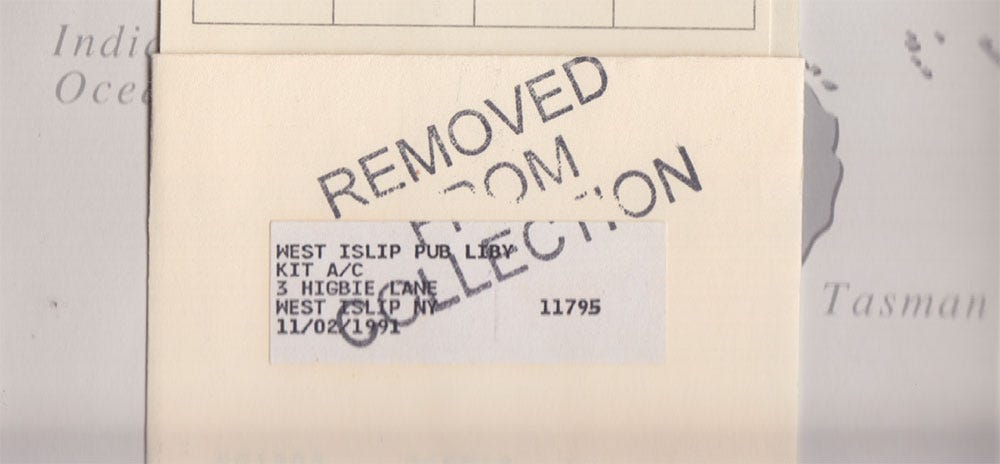 Indi
Oce
REMOVED
FROM
COLLECTION
WEST ISLIP PUB LIBY
KIT A/C
3 HIGBIE LANE
WEST ISLIP NY 11795
11/02/1991
Tasman